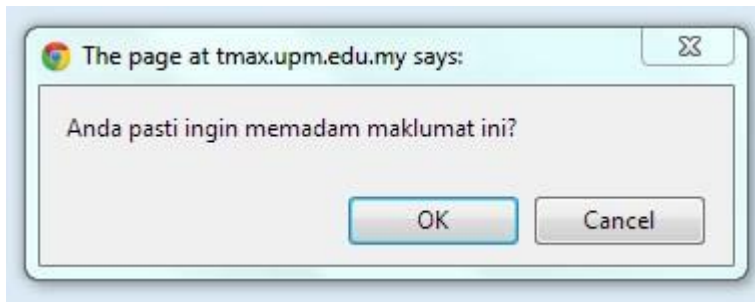 The page at tmax.upm.edu.my says:
Anda pasti ingin memadam maklumat ini?
OK
Cancel